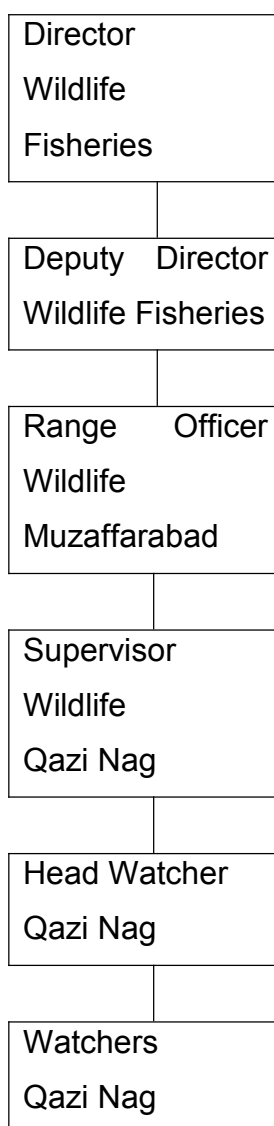 Director
Wildlife
Fisheries
Deputy Director
Wildlife Fisheries
Range Officer
Wildlife
Muzaffarabad
Supervisor
Wildlife
Qazi Nag
Head Watcher
Qazi Nag
Watchers
Qazi Nag